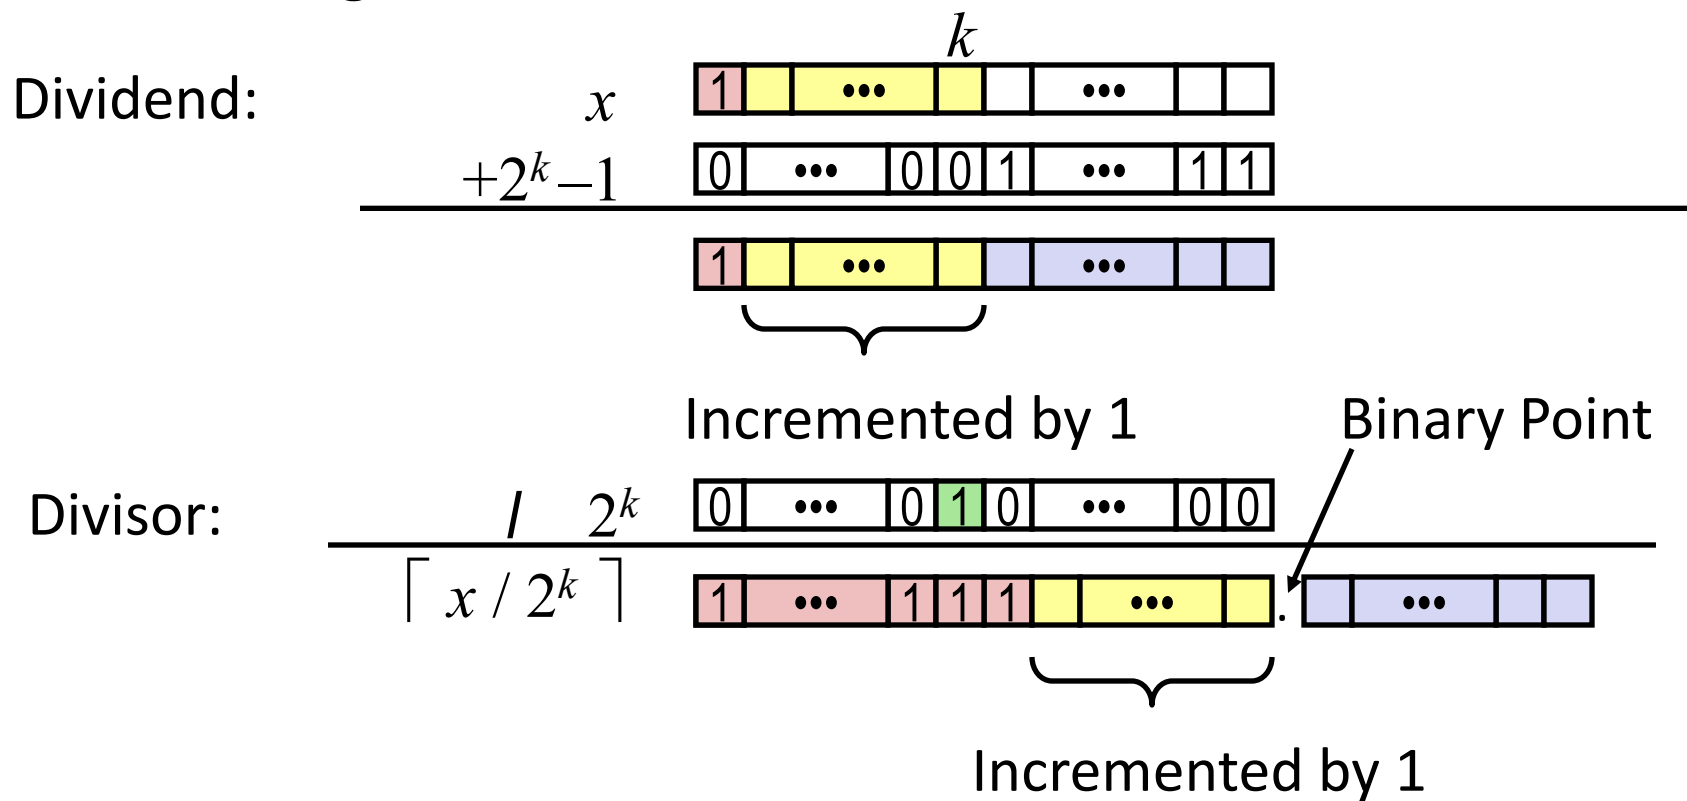 k
Dividend: x 1 ••• •••
+2^k –1 0 ••• 0 0 1 ••• 1 1
1 ••• •••
Incremented by 1 Binary Point
Divisor: / 2^k 0 ••• 0 1 0 ••• 0 0
⌈ x / 2^k ⌉ 1 ••• 1 1 1 ••• . •••
Incremented by 1